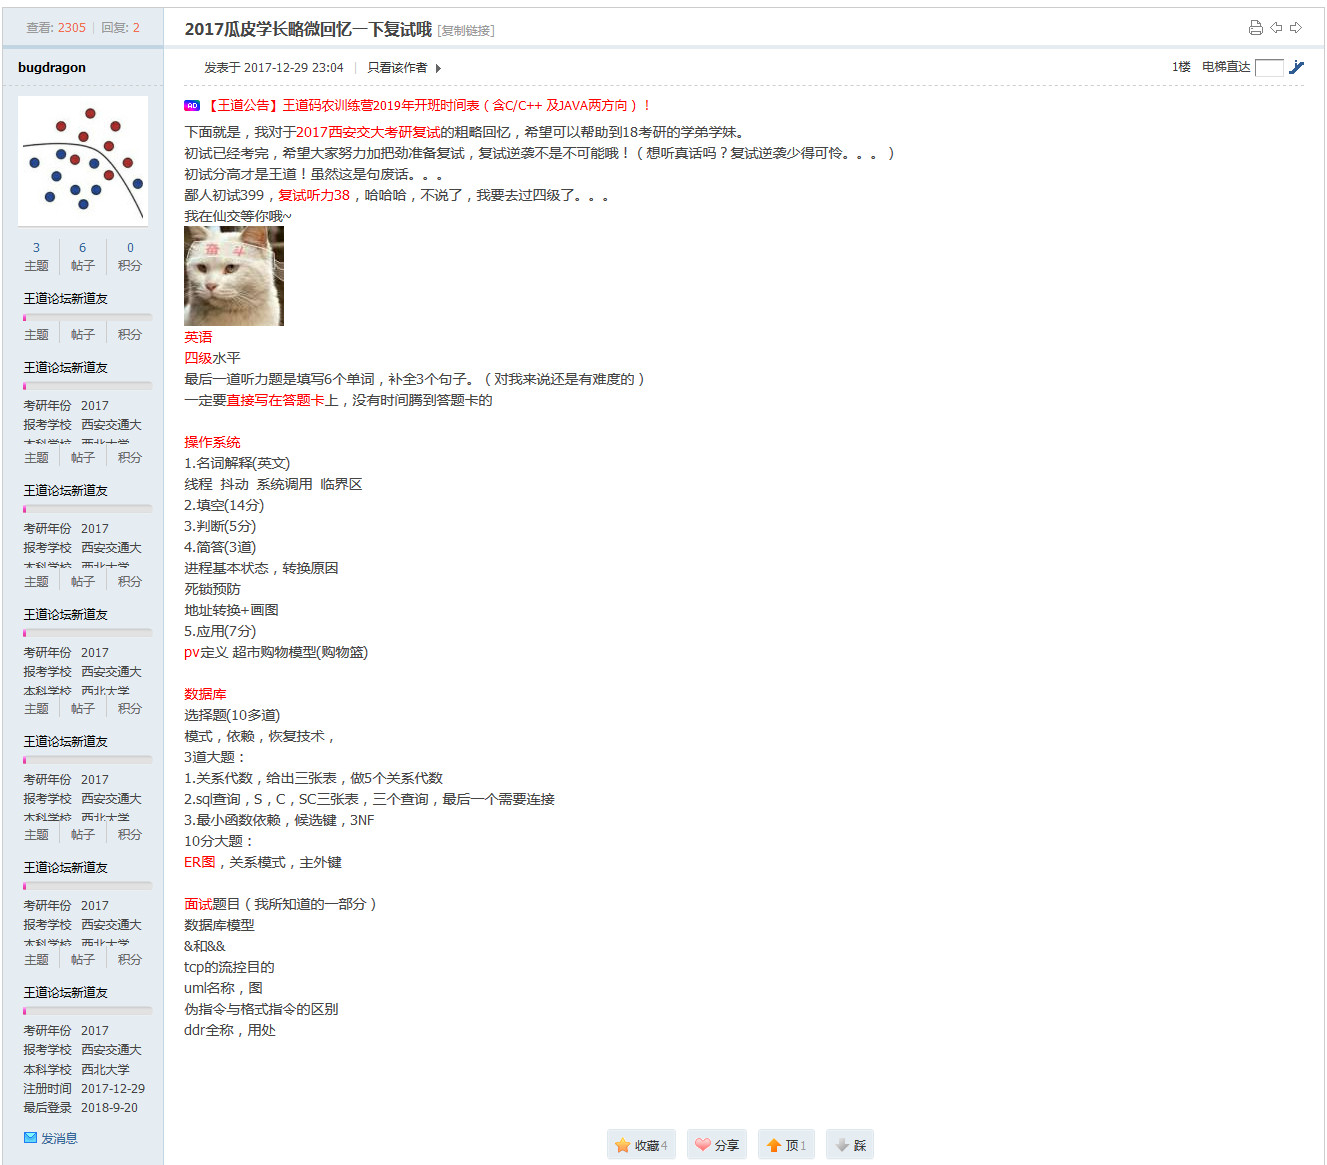 查看: 2305 | 回复: 2
2017瓜皮学长略微回忆一下复试哦 [复制链接]
bugdragon
发表于 2017-12-29 23:04 | 只看该作者
1楼 电梯直达
3 6 0
主题 帖子 积分
王道论坛新道友
主题 帖子 积分
王道论坛新道友
考研年份 2017
报考学校 西安交通大
本科学校 西北大学
主题 帖子 积分
王道论坛新道友
考研年份 2017
报考学校 西安交通大
本科学校 西北大学
主题 帖子 积分
王道论坛新道友
考研年份 2017
报考学校 西安交通大
本科学校 西北大学
主题 帖子 积分
王道论坛新道友
考研年份 2017
报考学校 西安交通大
本科学校 西北大学
主题 帖子 积分
王道论坛新道友
考研年份 2017
报考学校 西安交通大
本科学校 西北大学
主题 帖子 积分
王道论坛新道友
考研年份 2017
报考学校 西安交通大
本科学校 西北大学
注册时间 2017-12-29
最后登录 2018-9-20
发消息
AD 【王道公告】王道码农训练营2019年开班时间表（含C/C++ 及JAVA两方向）！
下面就是，我对于2017西安交大考研复试的粗略回忆，希望可以帮助到18考研的学弟学妹。
初试已经考完，希望大家努力加把劲准备复试，复试逆袭不是不可能哦！（想听真话吗？复试逆袭少得可怜。。。）
初试分高才是王道！虽然这是句废话。。。
鄙人初试399，复试听力38，哈哈哈，不说了，我要去过四级了。。。
我在仙交等你哦~
奋斗
英语
四级水平
最后一道听力题是填写6个单词，补全3个句子。（对我来说还是有难度的）
一定要直接写在答题卡上，没有时间腾到答题卡的
操作系统
1.名词解释(英文)
线程 抖动 系统调用 临界区
2.填空(14分)
3.判断(5分)
4.简答(3道)
进程基本状态，转换原因
死锁预防
地址转换+画图
5.应用(7分)
pv定义 超市购物模型(购物篮)
数据库
选择题(10多道)
模式，依赖，恢复技术，
3道大题：
1.关系代数，给出三张表，做5个关系代数
2.sql查询，S，C，SC三张表，三个查询，最后一个需要连接
3.最小函数依赖，候选键，3NF
10分大题：
ER图，关系模式，主外键
面试题目（我所知道的一部分）
数据库模型
&和&&
tcp的流控目的
uml名称，图
伪指令与格式指令的区别
ddr全称，用处
收藏4 分享 顶1 踩